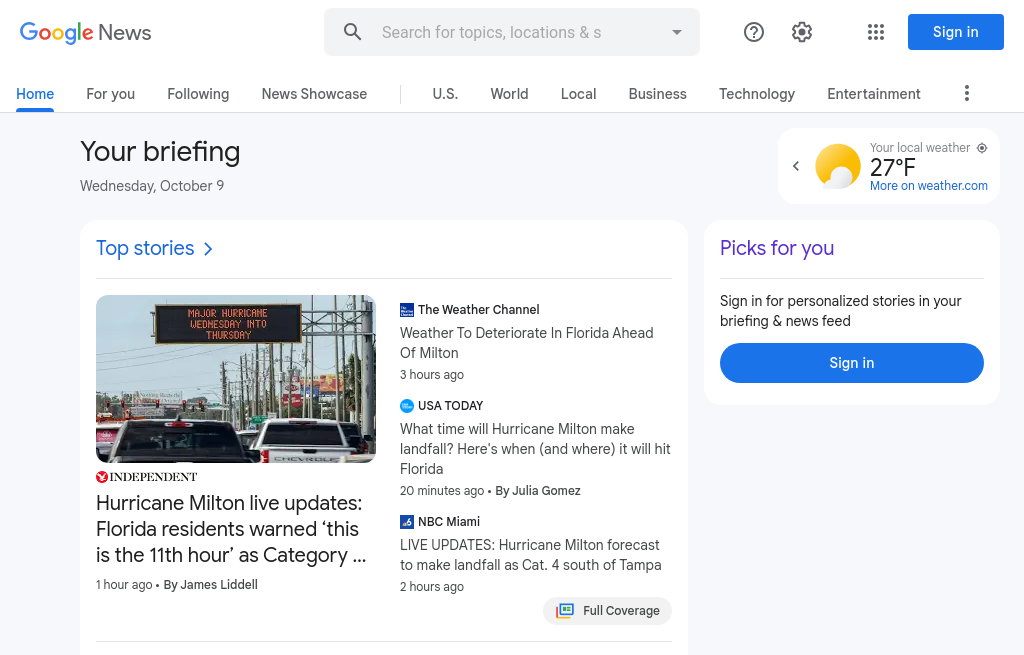 Google News
Search for topics, locations & s
Sign in
Home
For you
Following
News Showcase
U.S.
World
Local
Business
Technology
Entertainment
Your briefing
Wednesday, October 9
Your local weather
27°F
More on weather.com
Top stories
MAJOR HURRICANE
WEDNESDAY INTO
THURSDAY
CHEVROLET
INDEPENDENT
Hurricane Milton live updates:
Florida residents warned ‘this
is the 11th hour’ as Category ...
1 hour ago • By James Liddell
The Weather Channel
Weather To Deteriorate In Florida Ahead
Of Milton
3 hours ago
USA TODAY
What time will Hurricane Milton make
landfall? Here's when (and where) it will hit
Florida
20 minutes ago • By Julia Gomez
6 NBC Miami
LIVE UPDATES: Hurricane Milton forecast
to make landfall as Cat. 4 south of Tampa
2 hours ago
Full Coverage
Picks for you
Sign in for personalized stories in your
briefing & news feed
Sign in